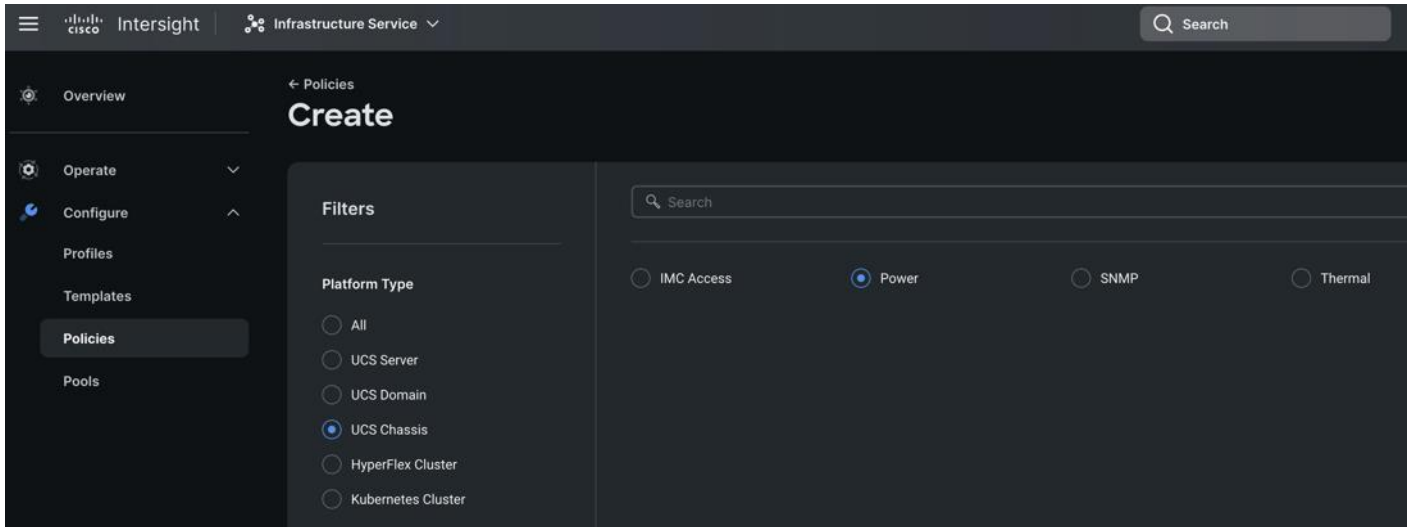 cisco Intersight Infrastructure Service Search
Overview
Operate
Configure
Profiles
Templates
Policies
Pools
← Policies
Create
Filters
Platform Type
All
UCS Server
UCS Domain
UCS Chassis
HyperFlex Cluster
Kubernetes Cluster
Search
IMC Access Power SNMP Thermal